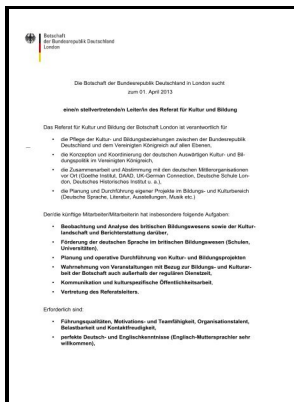 Botschaft
der Bundesrepublik Deutschland
London
Die Botschaft der Bundesrepublik Deutschland in London sucht
zum 01. April 2013
eine/n stellvertretende/n Leiter/in des Referat für Kultur und Bildung
Das Referat für Kultur und Bildung der Botschaft London ist verantwortlich für
• die Pflege der Kultur- und Bildungsbeziehungen zwischen der Bundesrepublik
Deutschland und dem Vereinigten Königreich auf allen Ebenen,
• die Konzeption und Koordinierung der deutschen Auswärtigen Kultur- und Bil-
dungspolitik im Vereinigten Königreich,
• die Zusammenarbeit und Abstimmung mit den deutschen Mittlerorganisationen
vor Ort (Goethe Institut, DAAD, UK-German Connection, Deutsche Schule Lon-
don, Deutsches Historisches Institut u. a.),
• die Planung und Durchführung eigener Projekte im Bildungs- und Kulturbereich
(Deutsche Sprache, Literatur, Ausstellungen, Musik etc.)
Der/die künftige Mitarbeiter/Mitarbeiterin hat insbesondere folgende Aufgaben:
• Beobachtung und Analyse des britischen Bildungswesens sowie der Kultur-
landschaft und Berichterstattung darüber,
• Förderung der deutschen Sprache im britischen Bildungswesen (Schulen,
Universitäten),
• Planung und operative Durchführung von Kultur- und Bildungsprojekten
• Wahrnehmung von Veranstaltungen mit Bezug zur Bildungs- und Kulturar-
beit der Botschaft auch außerhalb der regulären Dienstzeit,
• Kommunikation und kulturspezifische Öffentlichkeitsarbeit,
• Vertretung des Referatsleiters.
Erforderlich sind:
• Führungsqualitäten, Motivations- und Teamfähigkeit, Organisationstalent,
Belastbarkeit und Kontaktfreudigkeit,
• perfekte Deutsch- und Englischkenntnisse (Englisch-Muttersprachler sehr
willkommen),